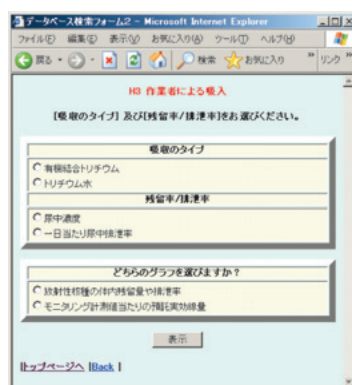 データベース検索フォーム2 - Microsoft Internet Explorer
ファイル(F) 編集(E) 表示(V) お気に入り(A) ツール(T) ヘルプ(H)
戻る 検索 お気に入り リンク
H3 作業者による吸入
[吸収のタイプ] 及び[残留率/排泄率]をお選びください。
吸収のタイプ
有機結合トリチウム
トリチウム水
残留率/排泄率
尿中濃度
一日当たり尿中排泄率
どちらのグラフを選びますか?
放射性核種の体内残留量や排泄率
モニタリング計測値当たりの預託実効線量
表示
トップページへ |Back |